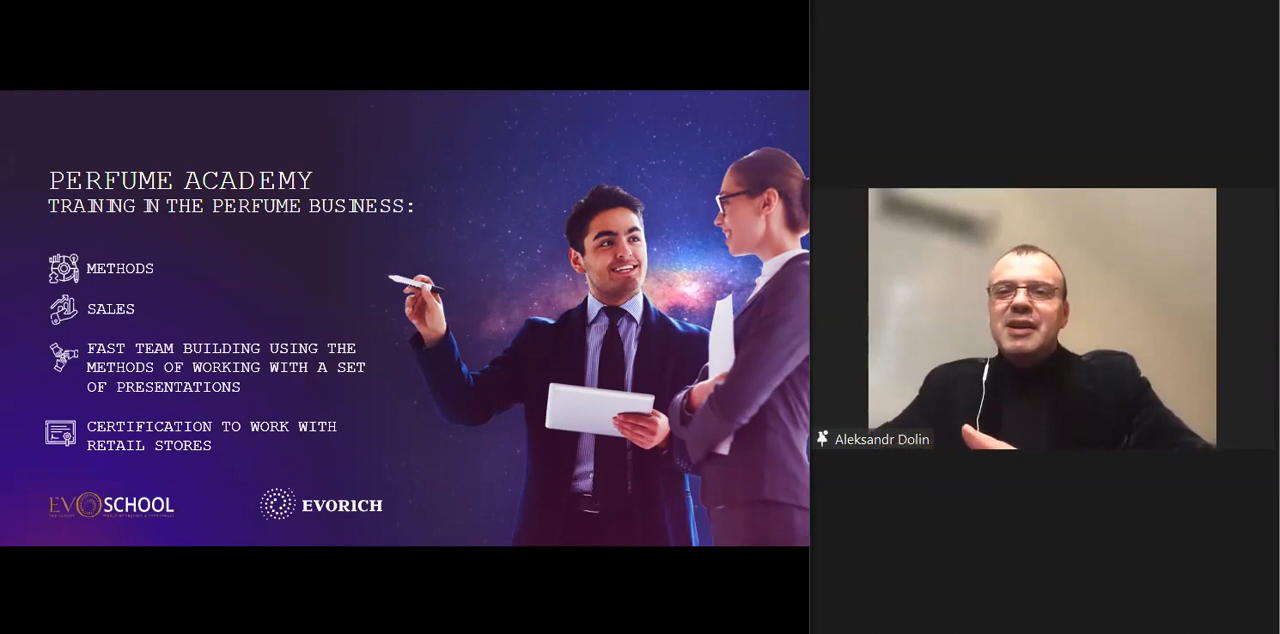 PERFUME ACADEMY
TRAINING IN THE PERFUME BUSINESS:
METHODS
SALES
FAST TEAM BUILDING USING THE
METHODS OF WORKING WITH A SET
OF PRESENTATIONS
CERTIFICATION TO WORK WITH
RETAIL STORES
EVOSCHOOL
EVORICH
Aleksandr Dolin